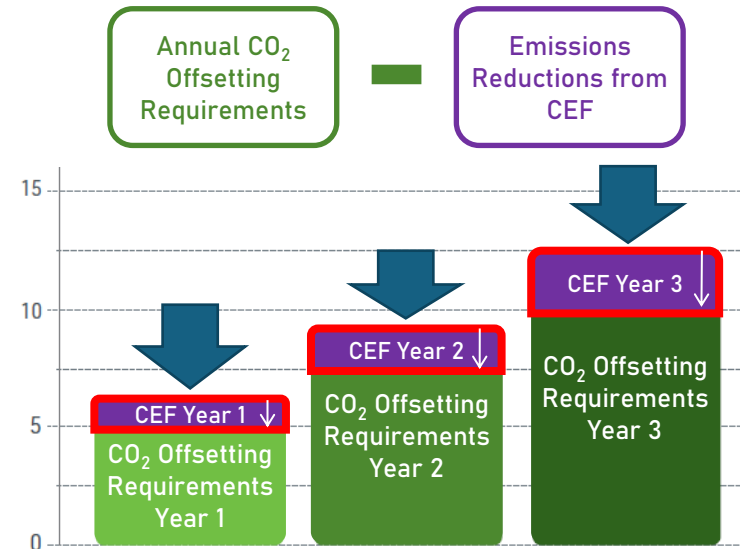 Annual CO₂
Offsetting
Requirements
Emissions
Reductions from
CEF
15
10
5
0
CEF Year 1
CO₂ Offsetting
Requirements
Year 1
CEF Year 2
CO₂ Offsetting
Requirements
Year 2
CEF Year 3
CO₂ Offsetting
Requirements
Year 3